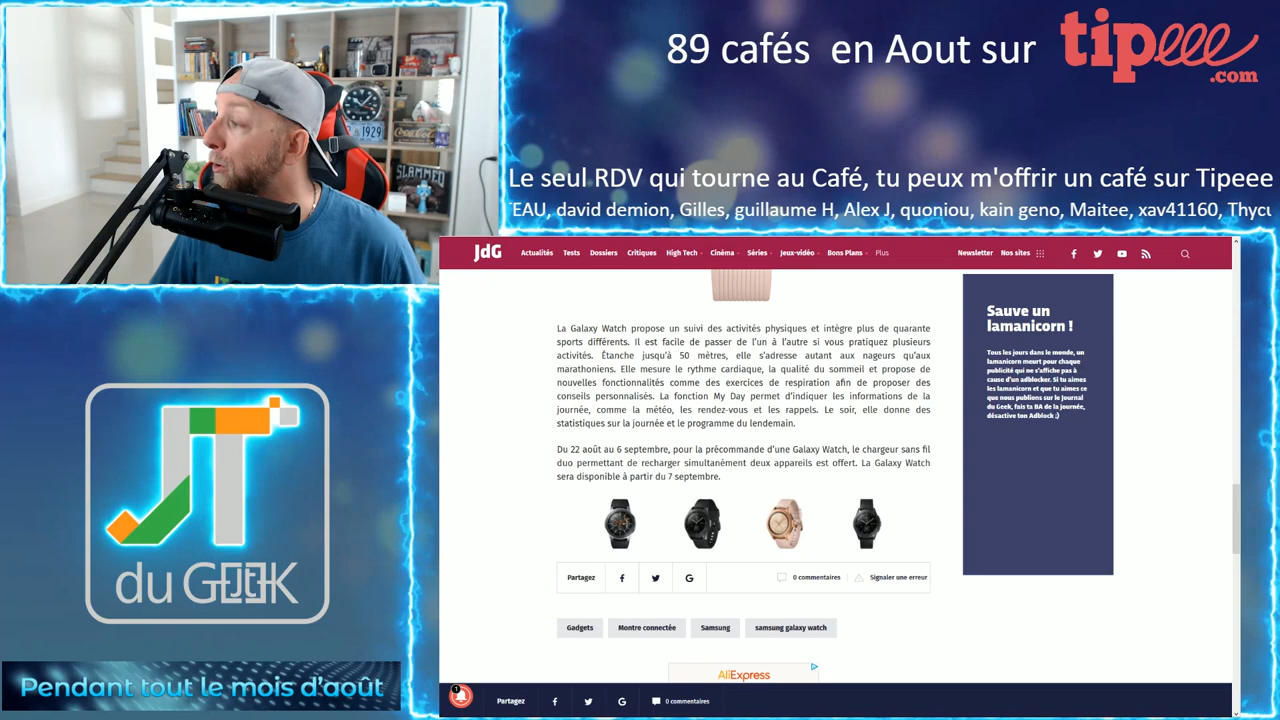 89 cafés en Aout sur
tipeee
.com
Le seul RDV qui tourne au Café, tu peux m'offrir un café sur Tipeee
EAU, david demion, Gilles, guillaume H, Alex J, quoniou, kain geno, Maitee, xav41160, Thycu
1929
Coca-Cola
SLAMMED
JdG
Actualités Tests Dossiers Critiques High Tech Cinéma Séries Jeux-vidéo Bons Plans Plus
Newsletter Nos sites
La Galaxy Watch propose un suivi des activités physiques et intègre plus de quarante
sports différents. Il est facile de passer de l'un à l'autre si vous pratiquez plusieurs
activités. Étanche jusqu'à 50 mètres, elle s'adresse autant aux nageurs qu'aux
marathoniens. Elle mesure le rythme cardiaque, la qualité du sommeil et propose de
nouvelles fonctionnalités comme des exercices de respiration afin de proposer des
conseils personnalisés. La fonction My Day permet d'indiquer les informations de la
journée, comme la météo, les rendez-vous et les rappels. Le soir, elle donne des
statistiques sur la journée et le programme du lendemain.
Du 22 août au 6 septembre, pour la précommande d'une Galaxy Watch, le chargeur sans fil
duo permettant de recharger simultanément deux appareils est offert. La Galaxy Watch
sera disponible à partir du 7 septembre.
Partagez
G
0 commentaires
Signaler une erreur
Gadgets
Montre connectée
Samsung
samsung galaxy watch
AliExpress
Sauve un
lamanicorn !
Tous les jours dans le monde, un
lamanicorn meurt pour chaque
publicité qui ne s'affiche pas à
cause d'un adblocker. Si tu aimes
les lamanicorn et que tu aimes ce
que nous publions sur le Journal
du Geek, fais ta BA de la journée,
désactive ton Adblock ;)
1
Partagez
G
0 commentaires
JT
du GEEK
Pendant tout le mois d'août